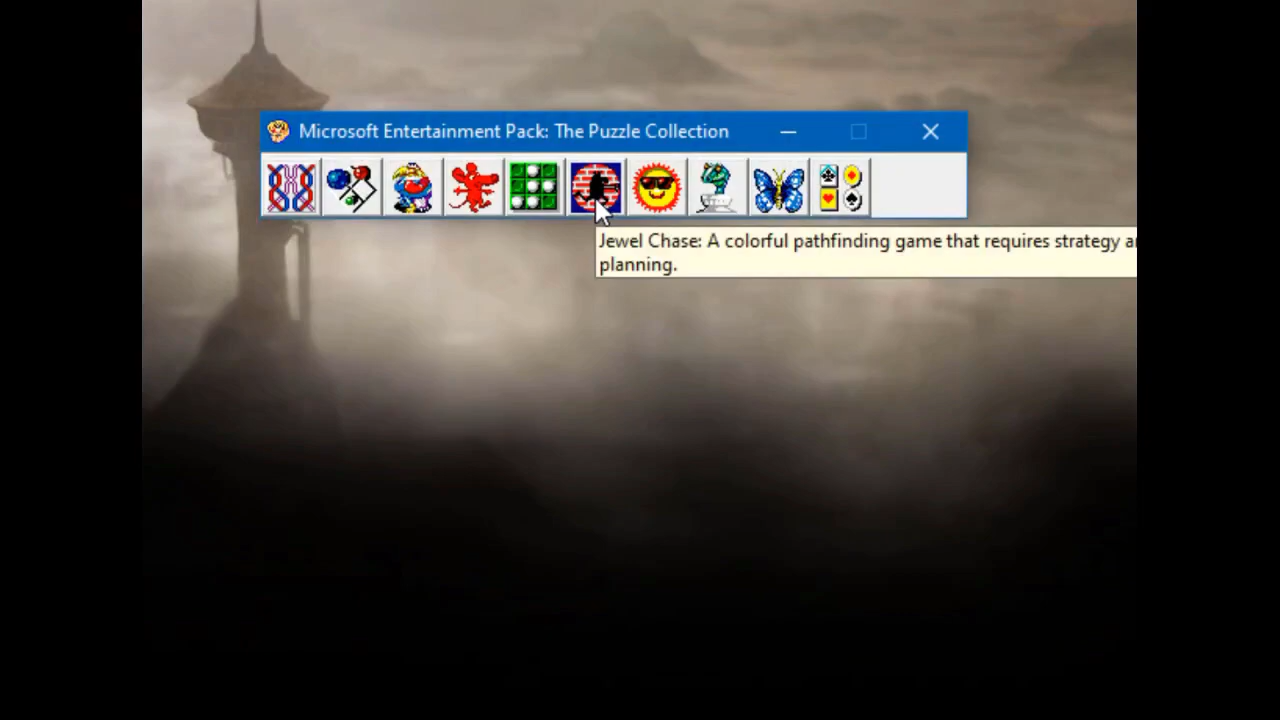 Microsoft Entertainment Pack: The Puzzle Collection
Jewel Chase: A colorful pathfinding game that requires strategy
planning.